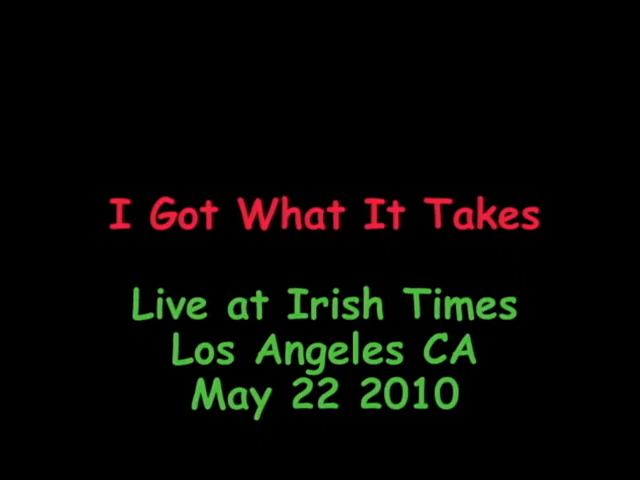 I Got What It Takes
Live at Irish Times
Los Angeles CA
May 22 2010